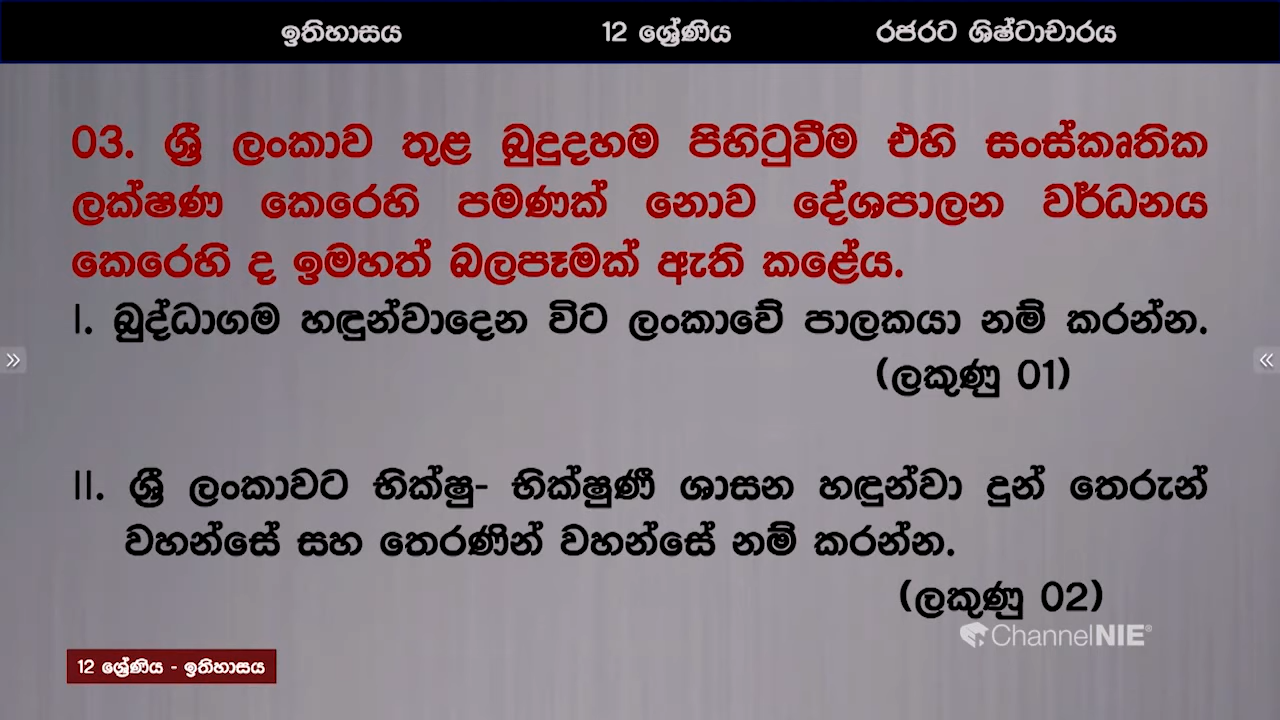 ඉතිහාසය 12 ශ්‍රේණිය රජරට ශිෂ්ටාචාරය
03. ශ්‍රී ලංකාව තුළ බුදුදහම පිහිටුවීම එහි සංස්කෘතික
ලක්ෂණ කෙරෙහි පමණක් නොව දේශපාලන වර්ධනය
කෙරෙහි ද ඉමහත් බලපෑමක් ඇති කළේය.
I. බුද්ධාගම හඳුන්වාදෙන විට ලංකාවේ පාලකයා නම් කරන්න.
(ලකුණු 01)
II. ශ්‍රී ලංකාවට භික්ෂු- භික්ෂුණී ශාසන හඳුන්වා දුන් තෙරුන්
වහන්සේ සහ තෙරණින් වහන්සේ නම් කරන්න.
(ලකුණු 02)
ChannelNIE®
12 ශ්‍රේණිය - ඉතිහාසය